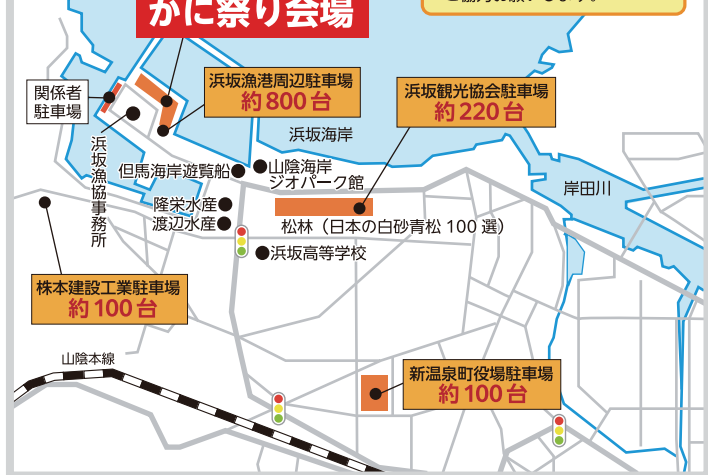 かに祭り会場
関係者
駐車場
浜坂漁港周辺駐車場
約800台
浜坂観光協会駐車場
約220台
浜坂海岸
浜坂漁協事務所
但馬海岸遊覧船
山陰海岸
ジオパーク館
岸田川
隆栄水産
渡辺水産
松林（日本の白砂青松100選）
浜坂高等学校
株本建設工業駐車場
約100台
山陰本線
新温泉町役場駐車場
約100台